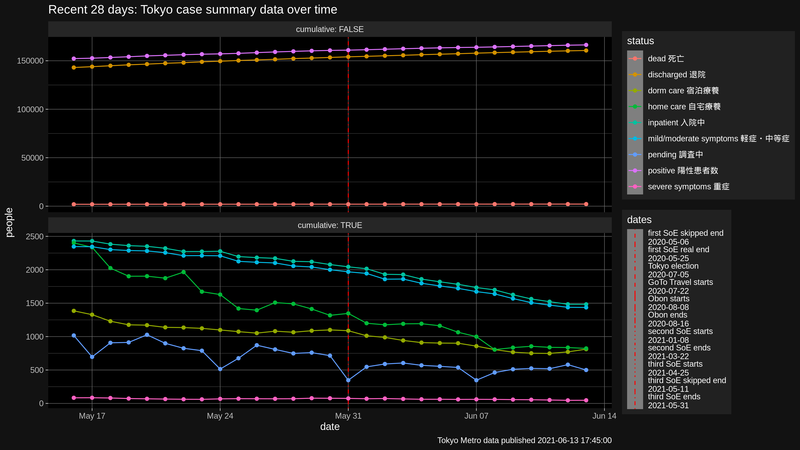 Recent 28 days: Tokyo case summary data over time
cumulative: FALSE
150000
100000
50000
0
cumulative: TRUE
2500
2000
1500
1000
500
0
people
May 17
May 24
May 31
Jun 07
Jun 14
date
Tokyo Metro data published 2021-06-13 17:45:00
status
dead 死亡
discharged 退院
dorm care 宿泊療養
home care 自宅療養
inpatient 入院中
mild/moderate symptoms 軽症・中等症
pending 調査中
positive 陽性患者数
severe symptoms 重症
dates
first SoE skipped end
2020-05-06
first SoE real end
2020-05-25
Tokyo election
2020-07-05
GoTo Travel starts
2020-07-22
Obon starts
2020-08-08
Obon ends
2020-08-16
second SoE starts
2021-01-08
second SoE ends
2021-03-22
third SoE starts
2021-04-25
third SoE skipped end
2021-05-11
third SoE ends
2021-05-31